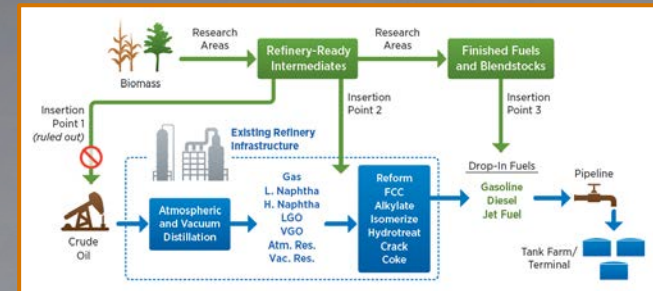 Research
Areas
Refinery-Ready
Intermediates
Research
Areas
Finished Fuels
and Blendstocks
Biomass
Insertion
Point 1
(ruled out)
Insertion
Point 2
Insertion
Point 3
Existing Refinery
Infrastructure
Crude
Oil
Atmospheric
and Vacuum
Distillation
Gas
L. Naphtha
H. Naphtha
LGO
VGO
Atm. Res.
Vac. Res.
Reform
FCC
Alkylate
Isomerize
Hydrotreat
Crack
Coke
Drop-In Fuels
Gasoline
Diesel
Jet Fuel
Pipeline
Tank Farm/
Terminal